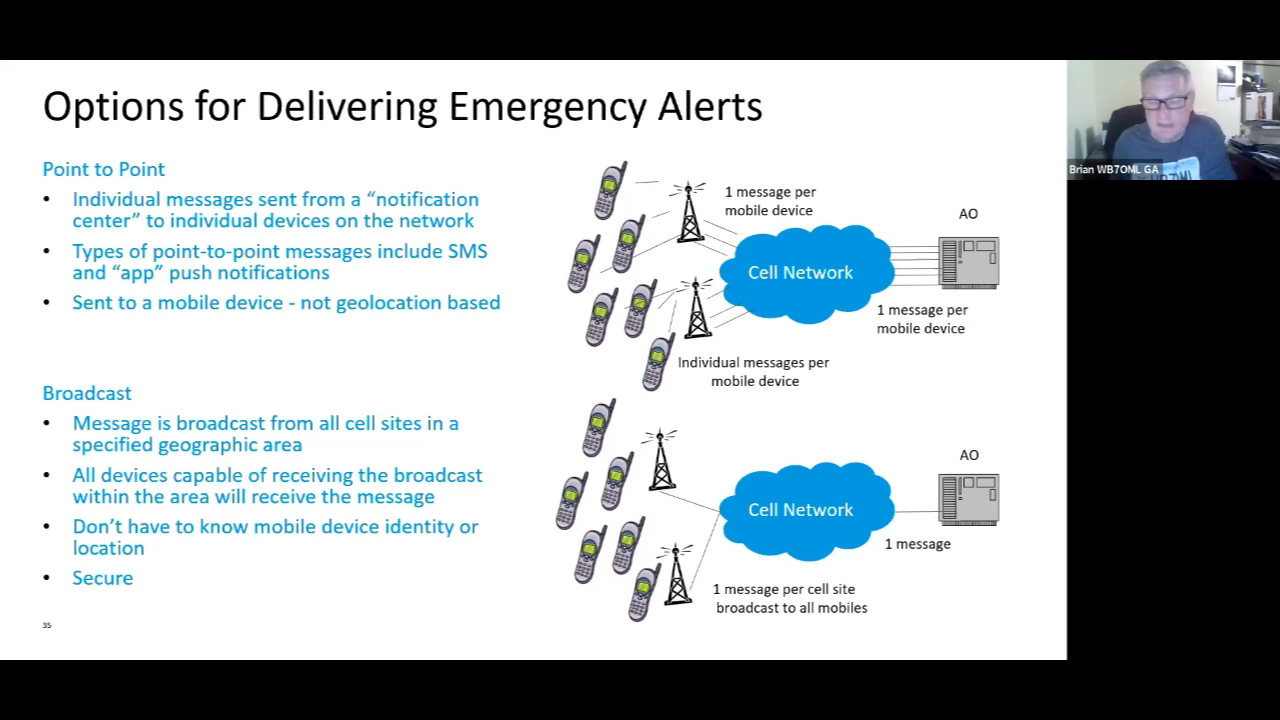 Options for Delivering Emergency Alerts
Point to Point
• Individual messages sent from a “notification
center” to individual devices on the network
• Types of point-to-point messages include SMS
and “app” push notifications
• Sent to a mobile device - not geolocation based
1 message per
mobile device
AO
Cell Network
1 message per
mobile device
Individual messages per
mobile device
Broadcast
• Message is broadcast from all cell sites in a
specified geographic area
• All devices capable of receiving the broadcast
within the area will receive the message
• Don’t have to know mobile device identity or
location
• Secure
AO
Cell Network
1 message
1 message per cell site
broadcast to all mobiles
35
Brian WB7OML GA